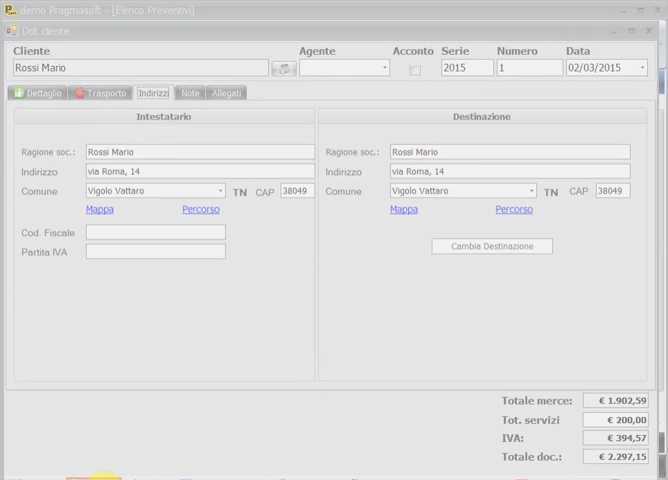 demo Pragmasoft - [Elenco Preventivi]
Ddt cliente
Cliente Agente Acconto Serie Numero Data
Rossi Mario 2015 1 02/03/2015
Dettaglio Trasporto Indirizzi Note Allegati
Intestatario Destinazione
Ragione soc.: Rossi Mario Ragione soc.: Rossi Mario
Indirizzo via Roma, 14 Indirizzo via Roma, 14
Comune Vigolo Vattaro TN CAP 38049 Comune Vigolo Vattaro TN CAP 38049
Mappa Percorso Mappa Percorso
Cod. Fiscale
Partita IVA
Cambia Destinazione
Totale merce: € 1.902,59
Tot. servizi € 200,00
IVA: € 394,57
Totale doc.: € 2.297,15